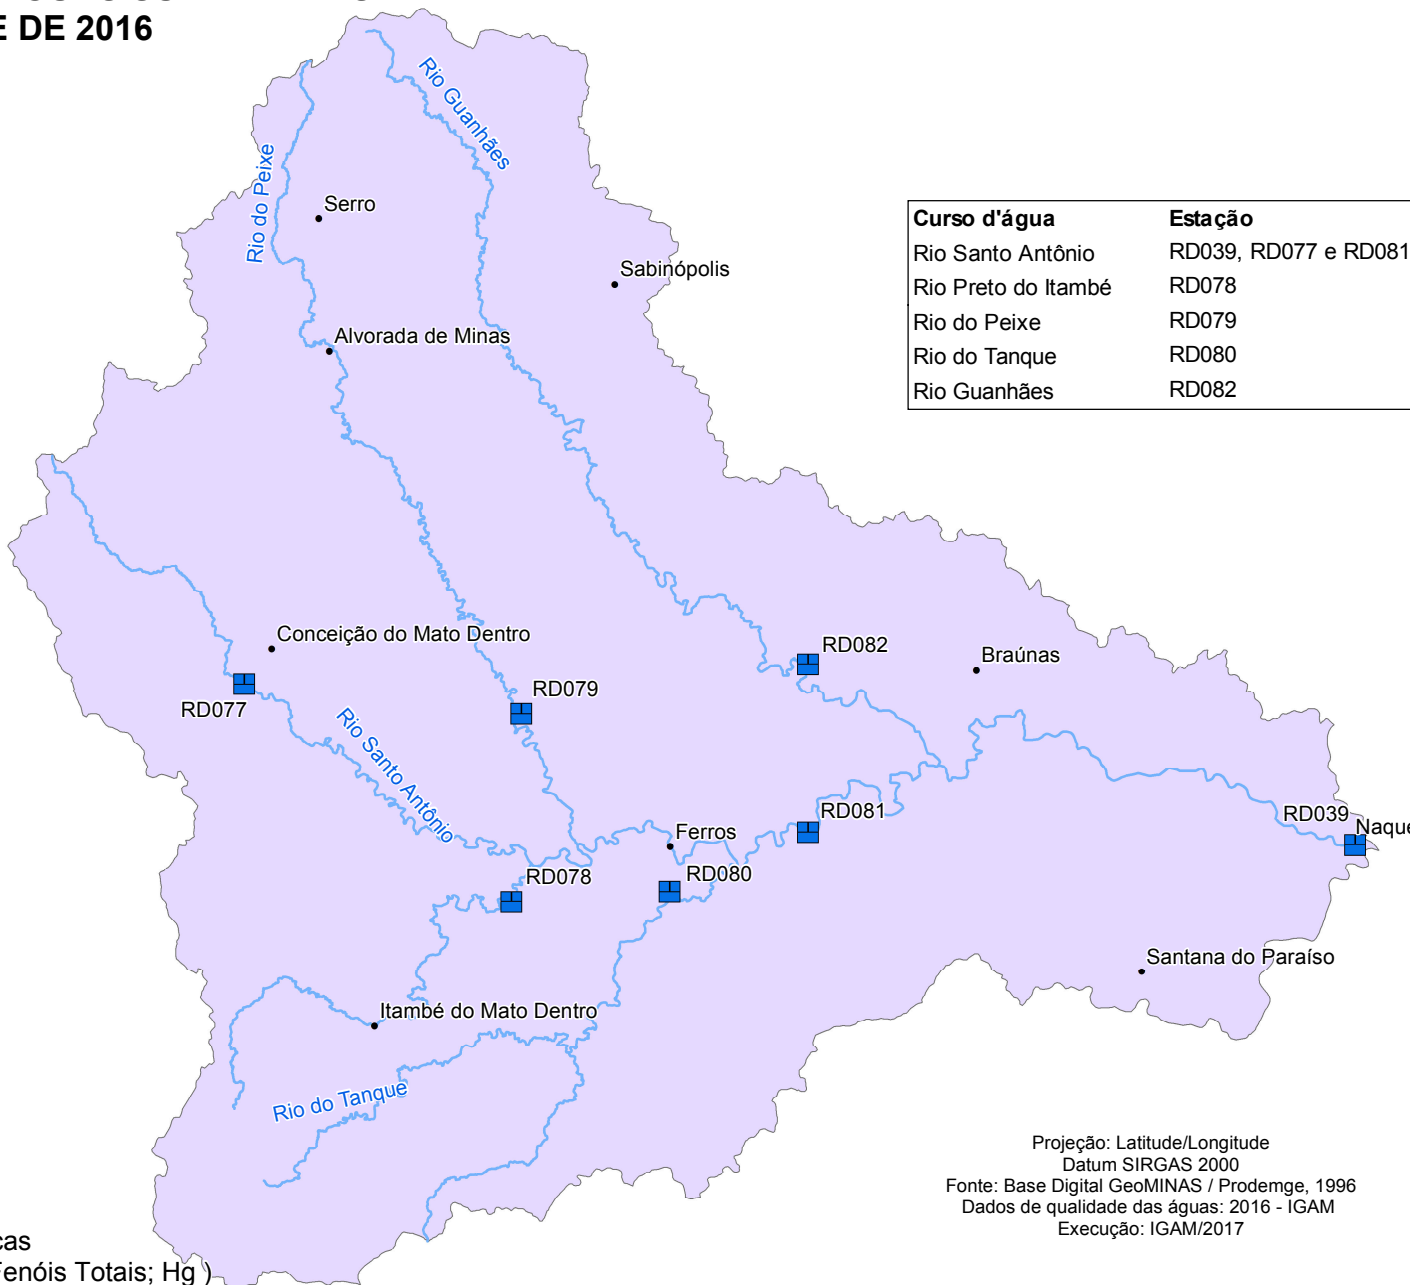 E DE 2016
Rio Guanhães
Rio do Peixe
Serro
Sabinópolis
Alvorada de Minas
Curso d'água Estação
Rio Santo Antônio RD039, RD077 e RD081
Rio Preto do Itambé RD078
Rio do Peixe RD079
Rio do Tanque RD080
Rio Guanhães RD082
Conceição do Mato Dentro
RD082
Braúnas
RD079
RD077
Rio Santo Antônio
RD081
RD039
Ferros
RD080
RD078
Santana do Paraíso
Itambé do Mato Dentro
Rio do Tanque
Projeção: Latitude/Longitude
Datum SIRGAS 2000
Fonte: Base Digital GeoMINAS / Prodemge, 1996
Dados de qualidade das águas: 2016 - IGAM
Execução: IGAM/2017
Fenóis Totais; Hg )